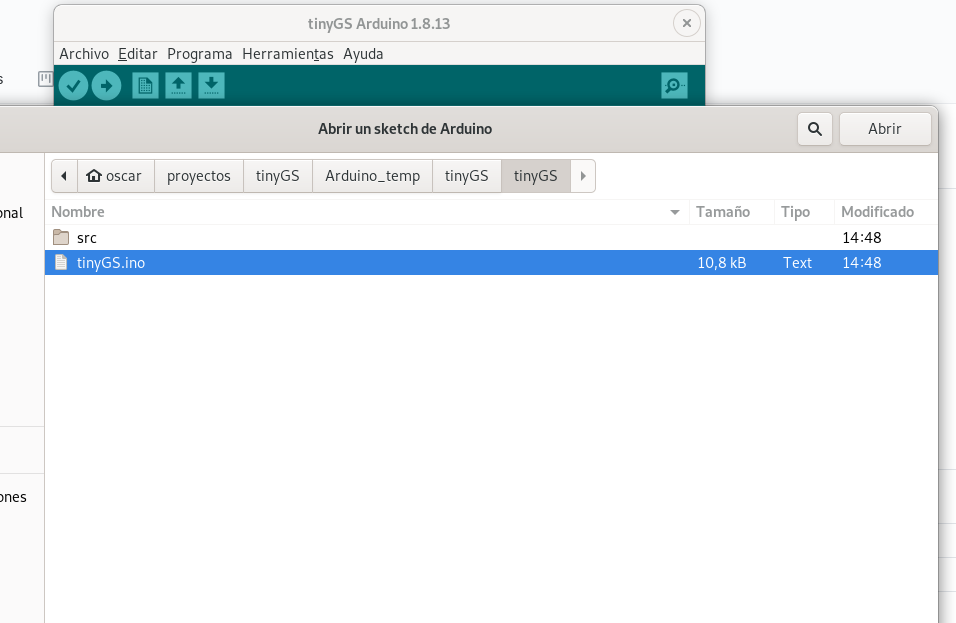 tinyGS Arduino 1.8.13
Archivo Editar Programa Herramientas Ayuda
s
Abrir un sketch de Arduino Abrir
oscar proyectos tinyGS Arduino_temp tinyGS tinyGS
onal
Nombre Tamaño Tipo Modificado
src 14:48
tinyGS.ino 10,8 kB Text 14:48
ones